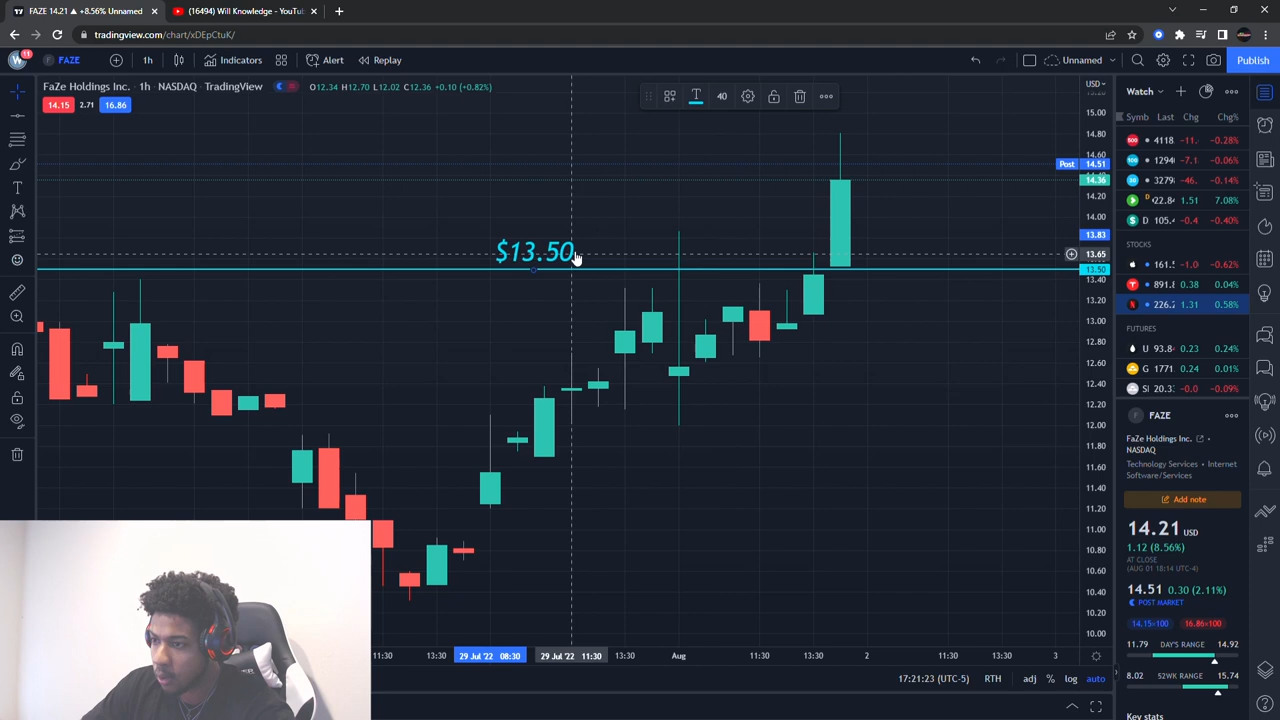 FAZE 14.21 ▲ +8.56% Unnamed
(16494) Will Knowledge - YouTu
tradingview.com/chart/xDEpCtuK/
11
W
FAZE
1h
Indicators
Alert
Replay
Unnamed
Publish
FaZe Holdings Inc. · 1h · NASDAQ · TradingView
O12.34 H12.70 L12.02 C12.36 +0.10 (+0.82%)
14.15
2.71
16.86
T
40
USD
15.00
14.80
14.60
Post 14.51
14.36
14.20
14.00
13.83
13.65
13.50
13.40
13.20
13.00
12.80
12.60
12.40
12.20
12.00
11.80
11.60
11.40
11.20
11.00
10.80
10.60
10.40
10.20
10.00
$13.50
11:30
13:30
29 Jul '22 08:30
29 Jul '22 11:30
13:30
Aug
11:30
13:30
2
11:30
13:30
3
17:21:23 (UTC-5)
RTH
adj
%
log
auto
Watch
Symb Last Chg Chg%
4118. -11. -0.28%
1294 -7.1 -0.06%
3279 -46. -0.14%
D 22.84 1.51 7.08%
D 105. -0.4 -0.40%
STOCKS
161.5 -1.0 -0.62%
891.8 0.38 0.04%
226.2 1.31 0.58%
FUTURES
U 93.8 0.23 0.24%
G 1771 0.24 0.01%
SI 20.3 -0.0 -0.09%
F FAZE
FaZe Holdings Inc. ·
NASDAQ
Technology Services · Internet
Software/Services
Add note
14.21 USD
1.12 (8.56%)
AT CLOSE
(AUG 01 18:14 UTC-4)
14.51 0.30 (2.11%)
POST MARKET
14.15×100
16.86×100
11.79 DAY'S RANGE 14.92
8.02 52WK RANGE 15.74
Key stats